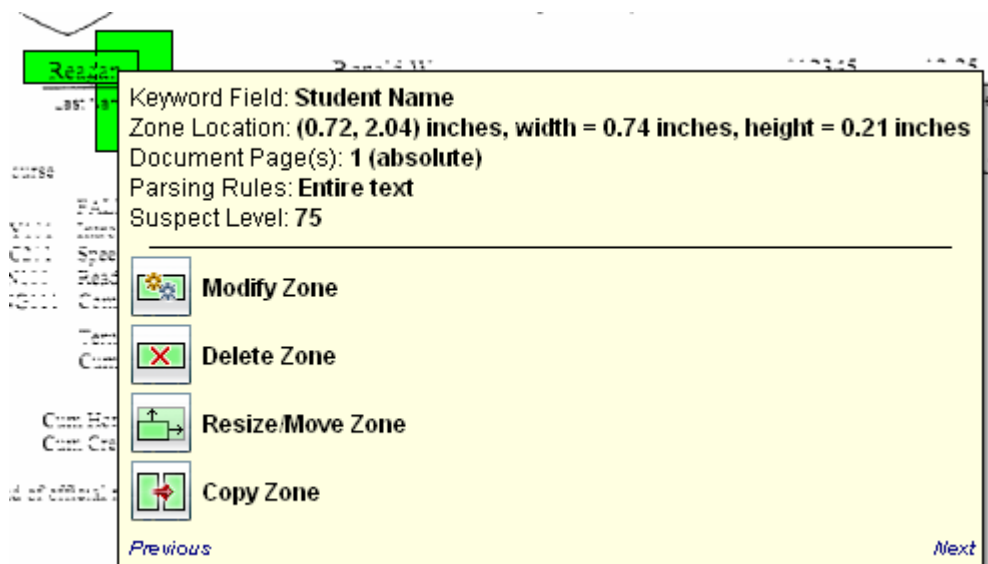 Readan
Keyword Field: Student Name
Zone Location: (0.72, 2.04) inches, width = 0.74 inches, height = 0.21 inches
Document Page(s): 1 (absolute)
Parsing Rules: Entire text
Suspect Level: 75
Modify Zone
Delete Zone
Resize/Move Zone
Cum
Copy Zone
Previous Next